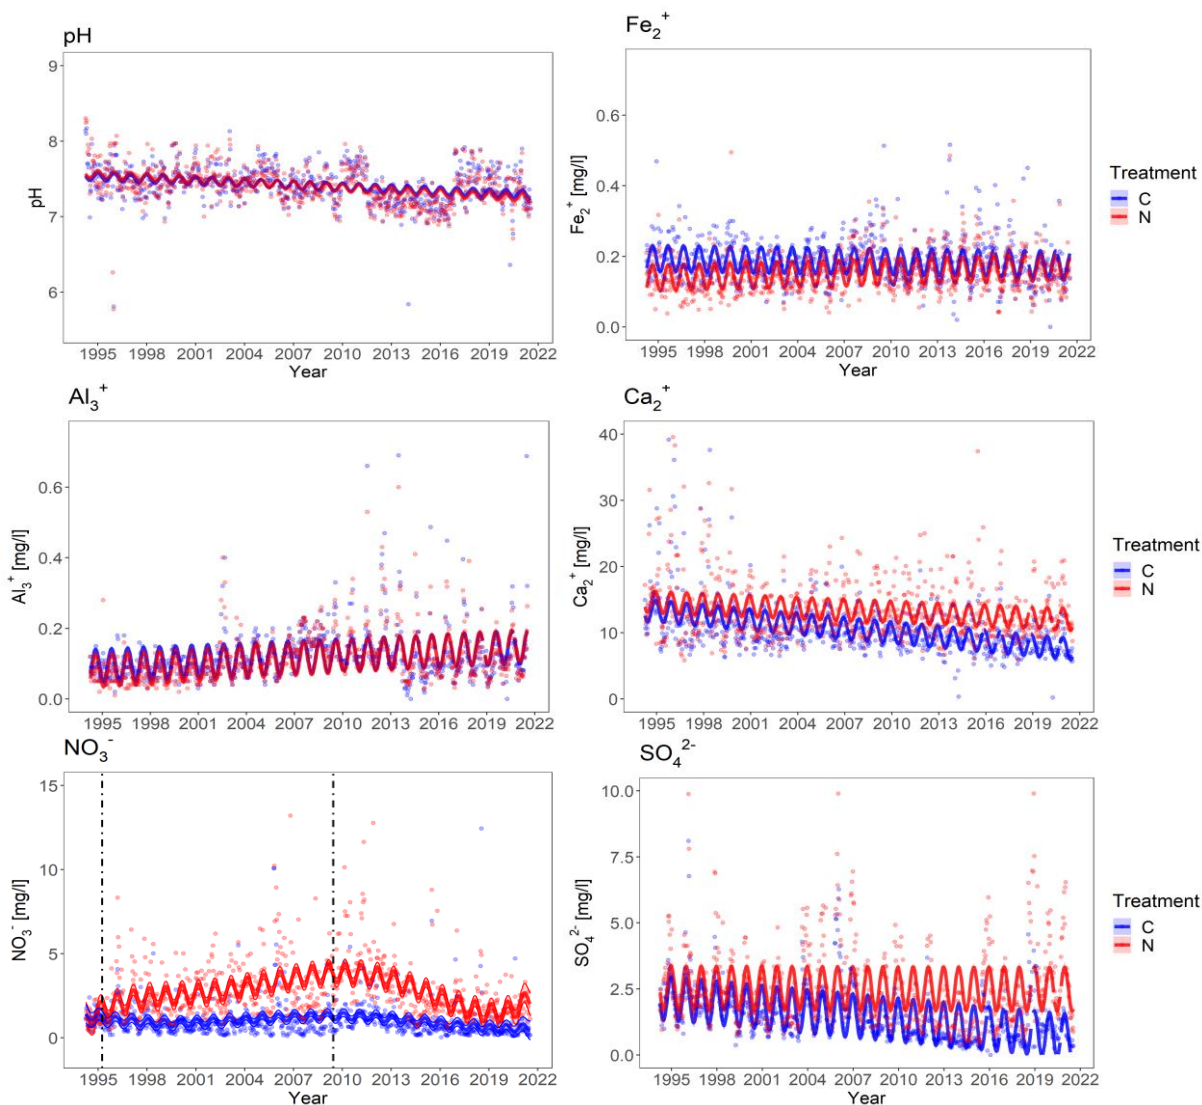 pH
Fe₂⁺
9
8
7
6
pH
1995 1998 2001 2004 2007 2010 2013 2016 2019 2022
Year
0.6
0.4
0.2
0.0
Fe₂⁺ [mg/l]
1995 1998 2001 2004 2007 2010 2013 2016 2019 2022
Year
Treatment
C
N
Al₃⁺
Ca₂⁺
0.6
0.4
0.2
0.0
Al₃⁺ [mg/l]
1995 1998 2001 2004 2007 2010 2013 2016 2019 2022
Year
40
30
20
10
0
Ca₂⁺ [mg/l]
1995 1998 2001 2004 2007 2010 2013 2016 2019 2022
Year
Treatment
C
N
NO₃⁻
SO₄²⁻
15
10
5
0
NO₃⁻ [mg/l]
1995 1998 2001 2004 2007 2010 2013 2016 2019 2022
Year
10.0
7.5
5.0
2.5
0.0
SO₄²⁻ [mg/l]
1995 1998 2001 2004 2007 2010 2013 2016 2019 2022
Year
Treatment
C
N